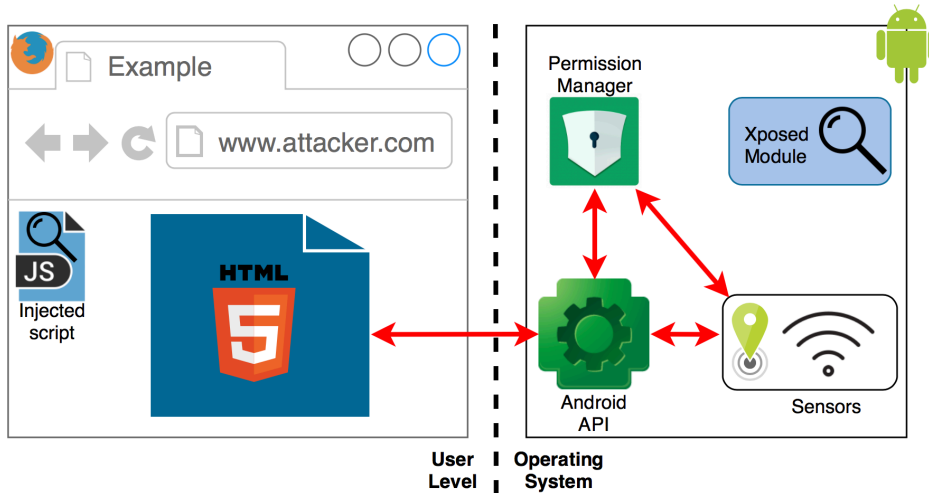 Example
www.attacker.com
JS
Injected
script
HTML
5
User
Level
Permission
Manager
Xposed
Module
Android
API
Sensors
Operating
System